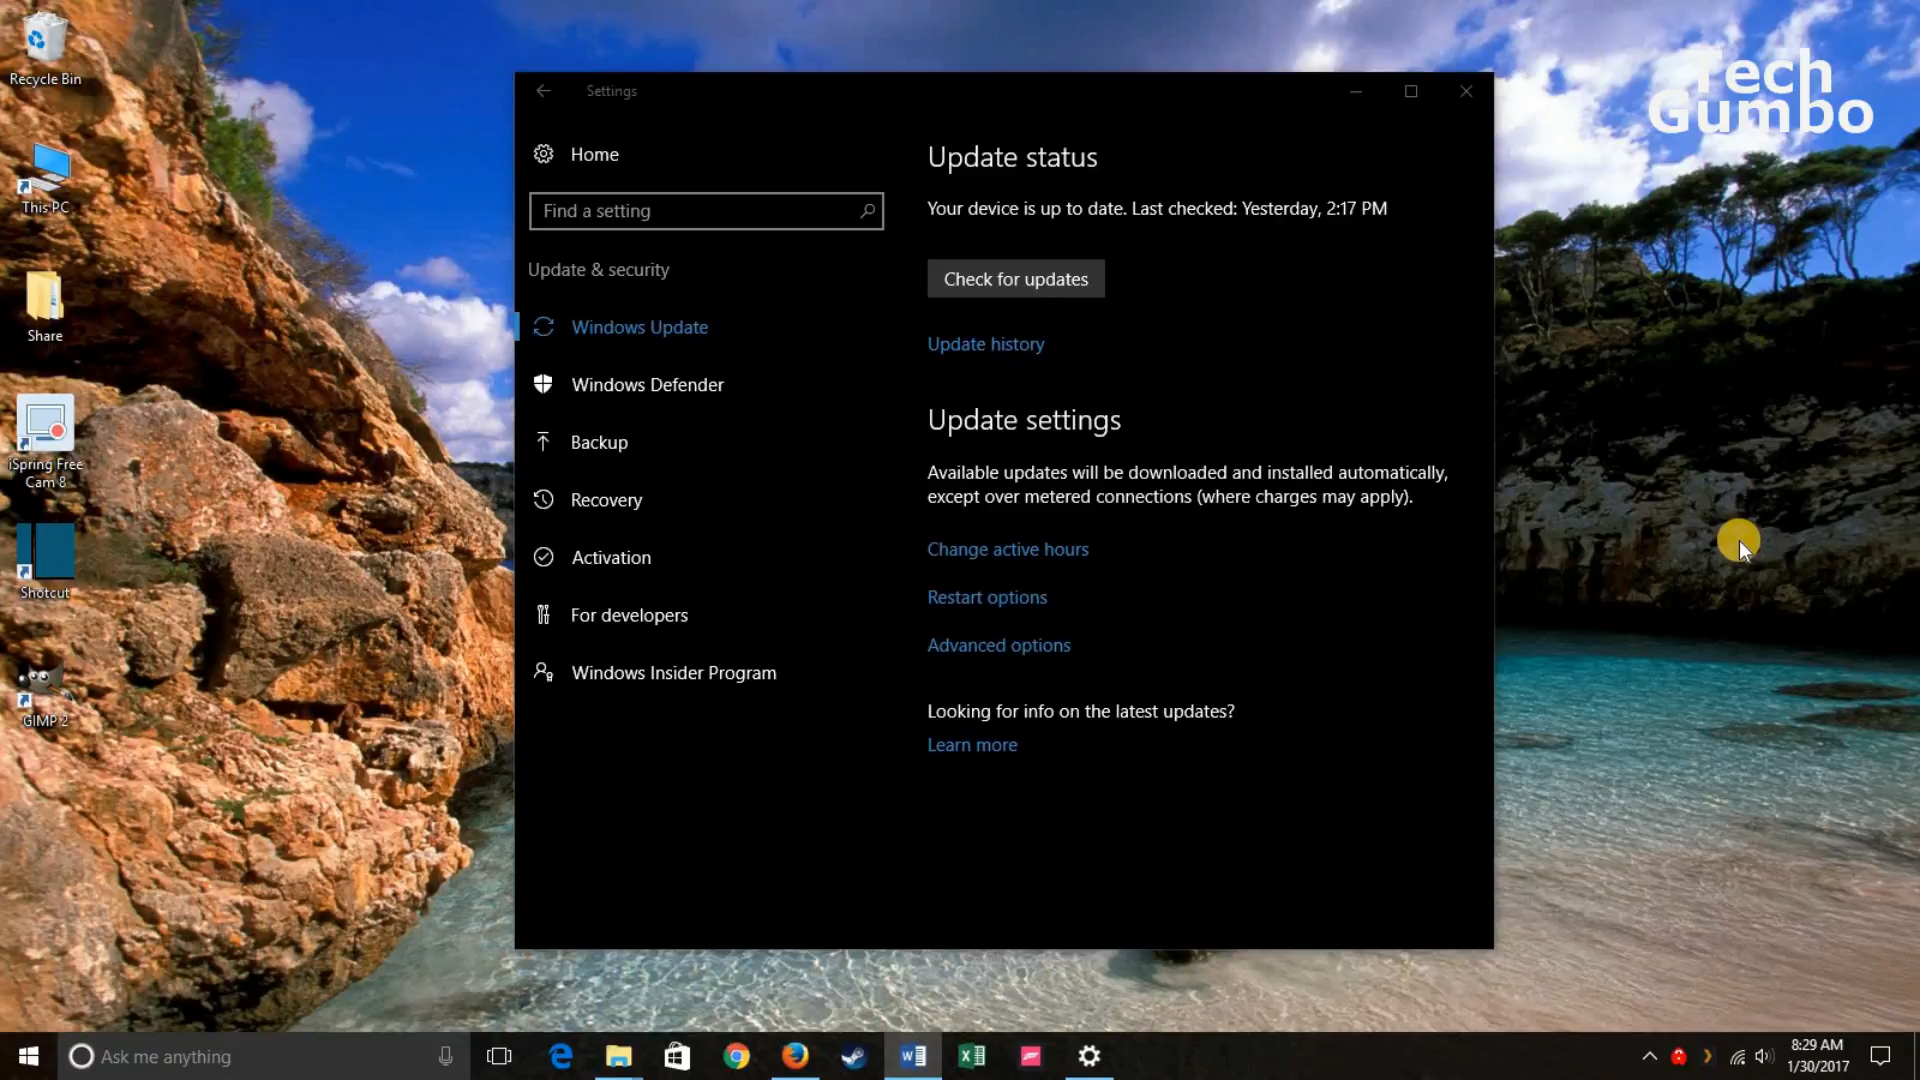 Recycle Bin
This PC
Share
iSpring Free
Cam 8
Shotcut
GIMP 2
Tech
Gumbo
Settings
Home
Find a setting
Update & security
Windows Update
Windows Defender
Backup
Recovery
Activation
For developers
Windows Insider Program
Update status
Your device is up to date. Last checked: Yesterday, 2:17 PM
Check for updates
Update history
Update settings
Available updates will be downloaded and installed automatically,
except over metered connections (where charges may apply).
Change active hours
Restart options
Advanced options
Looking for info on the latest updates?
Learn more
Ask me anything
8:29 AM
1/30/2017